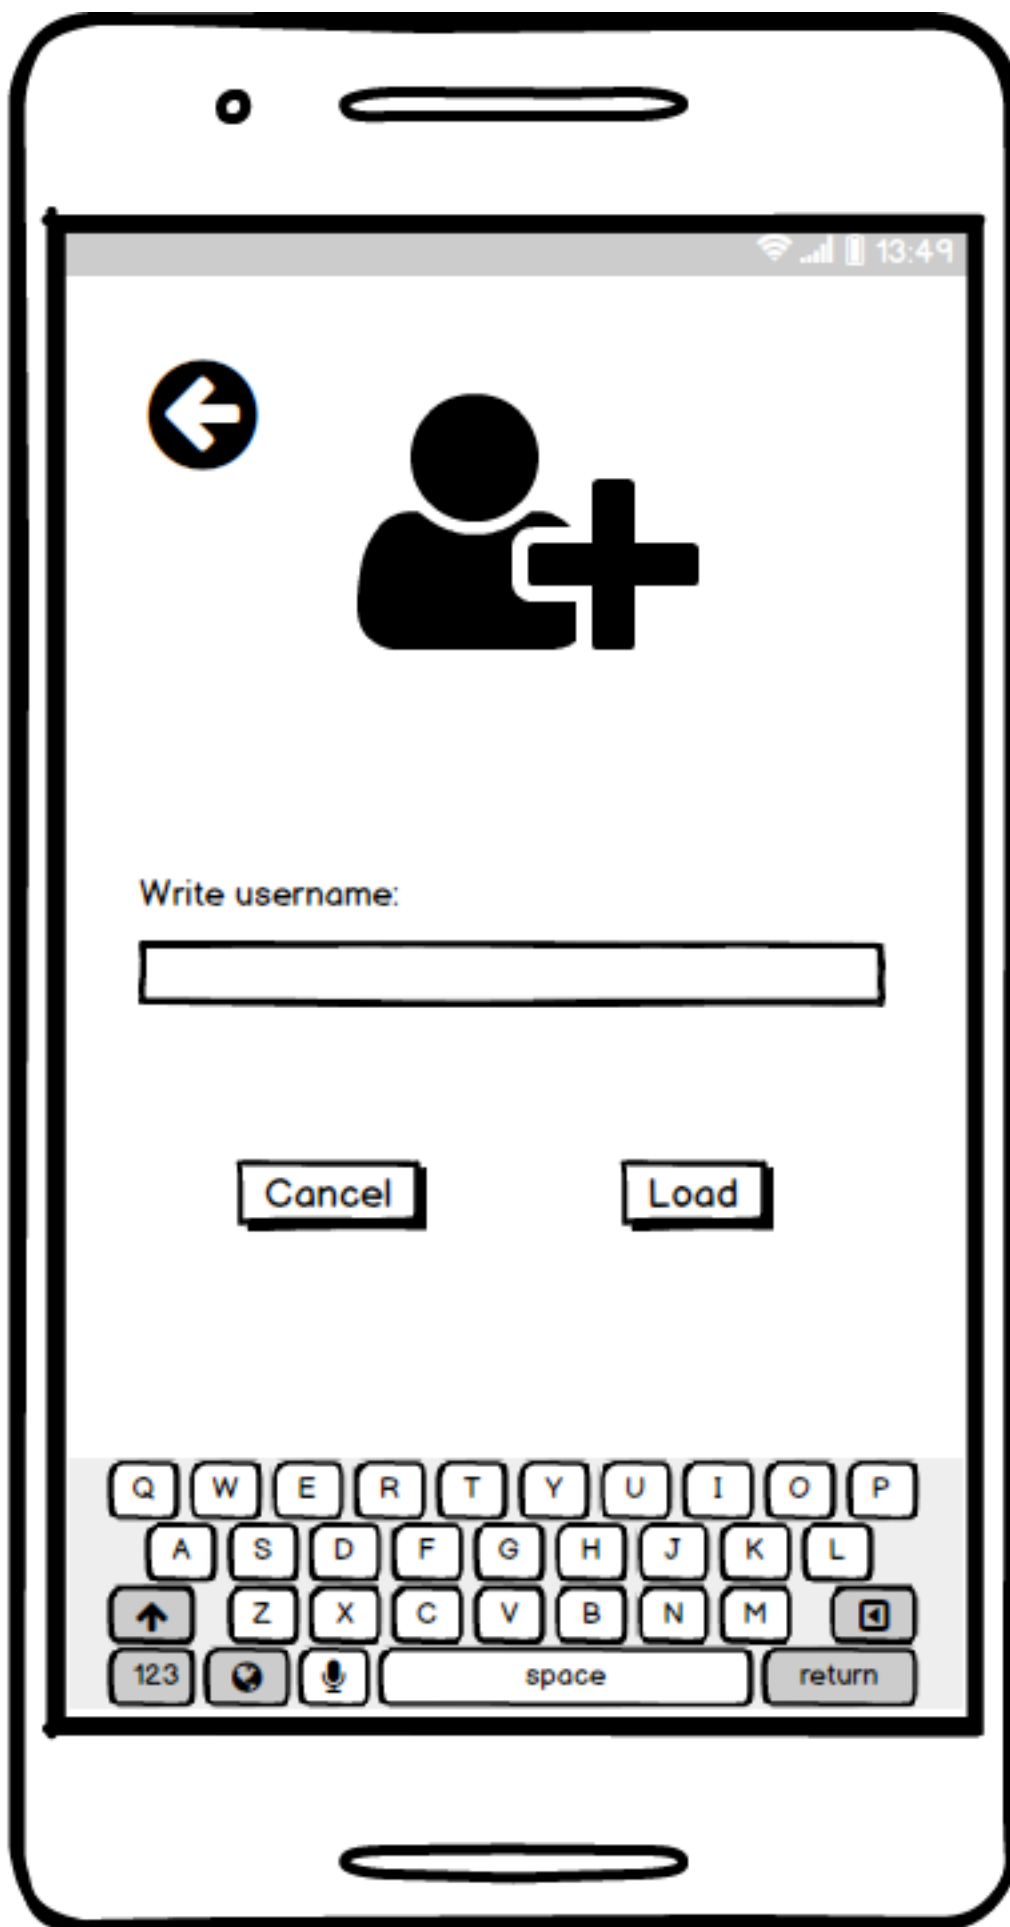 13:49
Write username:
Cancel Load
Q W E R T Y U I O P
A S D F G H J K L
Z X C V B N M
123 space return